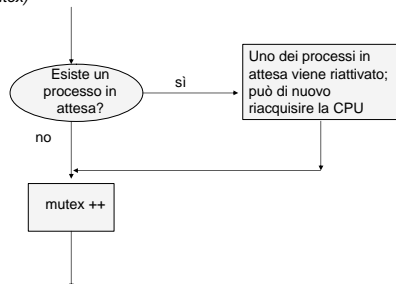 Esiste un
processo in
attesa?
sì
Uno dei processi in
attesa viene riattivato;
può di nuovo
riacquisire la CPU
no
mutex ++